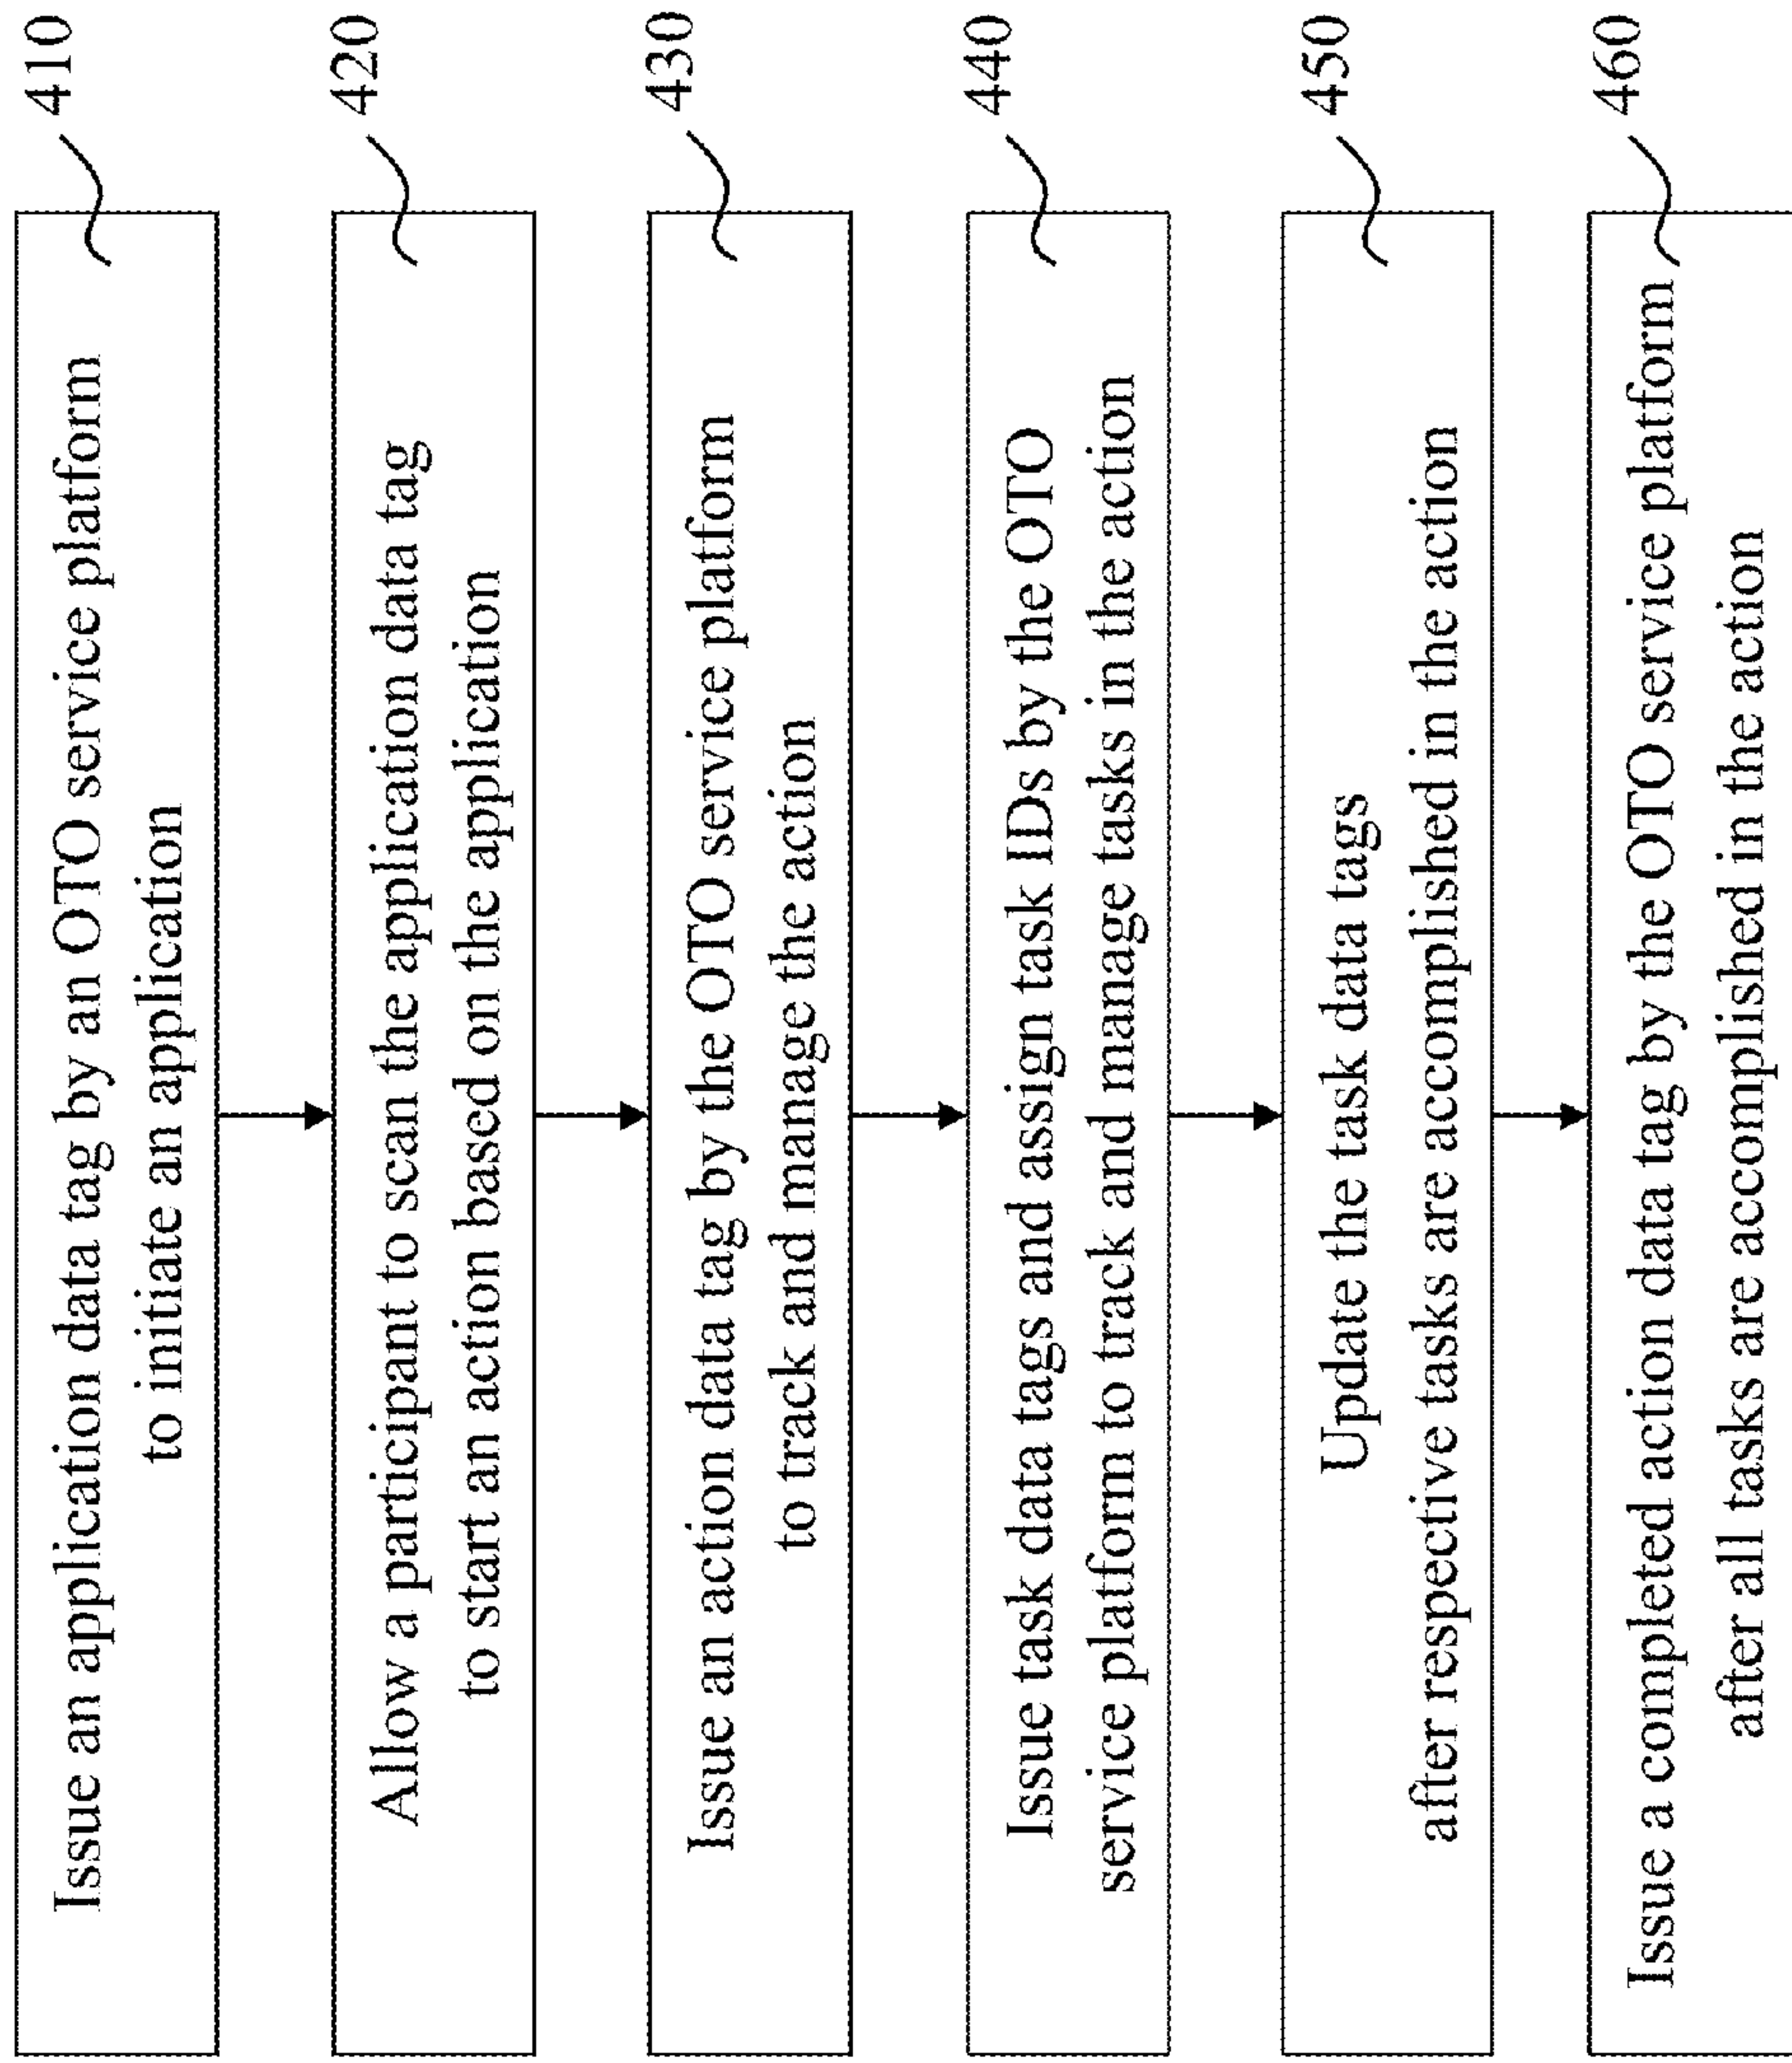 Issue an application data tag by an OTO service platform
to initiate an application
410
Allow a participant to scan the application data tag
to start an action based on the application
420
Issue an action data tag by the OTO service platform
to track and manage the action
430
Issue task data tags and assign task IDs by the OTO
service platform to track and manage tasks in the action
440
Update the task data tags
after respective tasks are accomplished in the action
450
Issue a completed action data tag by the OTO service platform
after all tasks are accomplished in the action
460